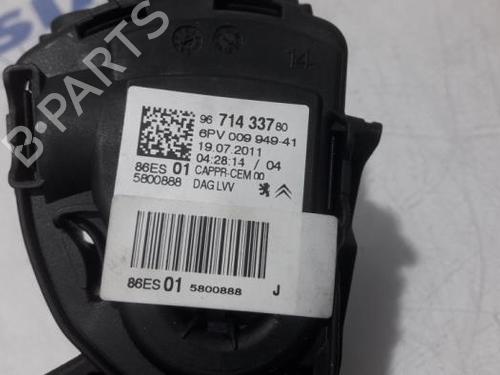 B-PARTS
14
96 714 337 80
6PV 009 949-41
19.07.2011
04:28:14 / 04
86ES 01 CAPPR-CEM 00
5800888 DAG LVV
86ES 01 5800888 J